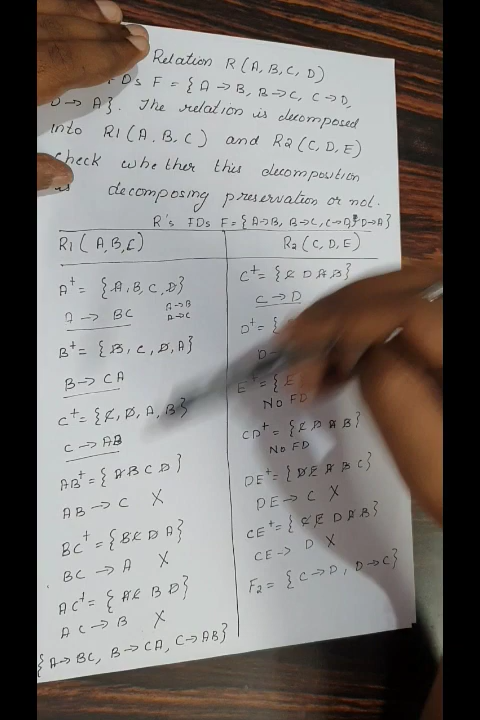 Relation R (A, B, C, D)
FDs F = { A → B, B → C, C → D,
D → A}. The relation is decomposed
into R1 (A, B, C) and R2 (C, D, E)
Check whether this decomposition
decomposing preservation or not.
R's FDs F = { A→B, B→C, C→D, D→A}
R1 ( A, B, C)
A+ = {A, B, C, D}
A → BC
A→B
A→C
B+ = {B, C, D, A}
B → CA
C+ = {C, D, A, B}
C → AB
AB+ = {A B C D}
AB → C X
BC+ = {B C D A}
BC → A X
AC+ = {A C B D}
AC → B X
{A→BC, B→CA, C→AB}
R2 (C, D, E)
C+ = {C D A B}
C → D
D+ = {
E+ = {E
NO FD
CD+ = {C D A B}
NO FD
DE+ = {D E A B C}
DE → C X
CE+ = {C E D A B}
CE → D X
F2 = { C→D, D→C}